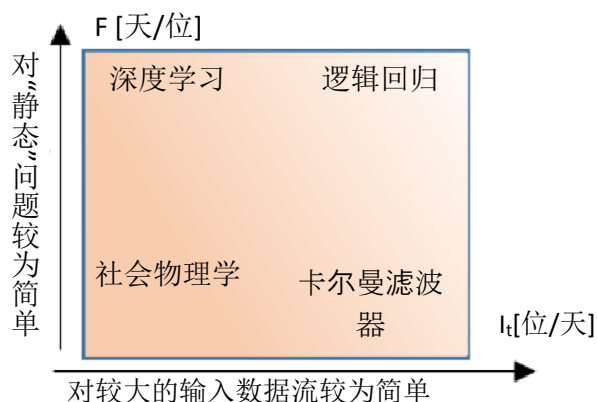 F [天/位]
对“静态”问题较为简单
深度学习
逻辑回归
社会物理学
卡尔曼滤波
器
Iₜ[位/天]
对较大的输入数据流较为简单